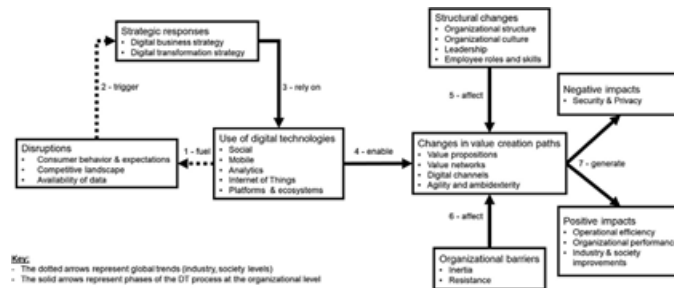 Strategic responses
• Digital business strategy
• Digital transformation strategy
Structural changes
• Organizational structure
• Organizational culture
• Leadership
• Employee roles and skills
2 - trigger
3 - rely on
5 - affect
Negative impacts
• Security & Privacy
Disruptions
• Consumer behavior & expectations
• Competitive landscape
• Availability of data
1 - fuel
Use of digital technologies
• Social
• Mobile
• Analytics
• Internet of Things
• Platforms & ecosystems
4 - enable
Changes in value creation paths
• Value propositions
• Value networks
• Digital channels
• Agility and ambidexterity
7 - generate
6 - affect
Positive impacts
• Operational efficiency
• Organizational performance
• Industry & society
improvements
Organizational barriers
• Inertia
• Resistance
Key:
- The dotted arrows represent global trends (industry, society levels)
- The solid arrows represent phases of the DT process at the organizational level